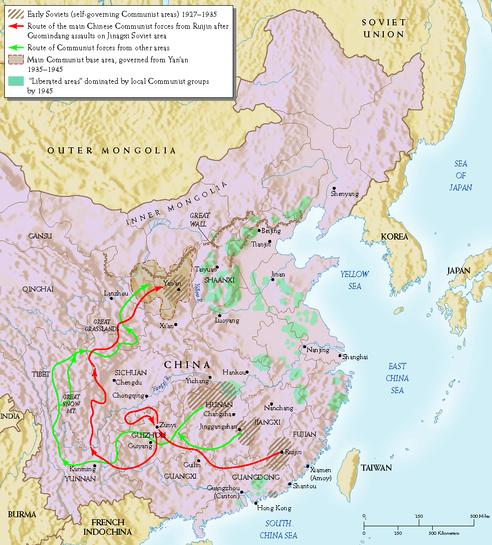 Early Soviets (self-governing Communist areas) 1927–1935
Route of the main Chinese Communist forces from Ruijin after
Guomindang assaults on Jiangxi Soviet area
Route of Communist forces from other areas
Main Communist base area, governed from Yan'an
1935–1945
"Liberated areas" dominated by local Communist groups
by 1945
SOVIET
UNION
OUTER MONGOLIA
INNER MONGOLIA
SEA
OF
JAPAN
Shenyang
GREAT
WALL
GANSU
Beijing
Tianjin
KOREA
QINGHAI
Taiyuan
SHAANXI
Jinan
YELLOW
SEA
JAPAN
Yan'an
Lanzhou
Luoyang
Xi'an
GREAT
GRASSLANDS
CHINA
Nanjing
Shanghai
TIBET
SICHUAN
Chengdu
Hankou
EAST
CHINA
SEA
Yichang
GREAT
SNOW
MT.
Chongqing
HUNAN
Changsha
Nanchang
INDIA
Zunyi
Jinggangshan
JIANGXI
GUIZHOU
Guiyang
FUJIAN
Ruijin
Kunming
YUNNAN
Guilin
GUANGXI
GUANGDONG
Xiamen
(Amoy)
TAIWAN
Guangzhou
(Canton)
Shantou
BURMA
FRENCH
INDOCHINA
Hong Kong
SOUTH
CHINA SEA
0 150 300 Miles
0 150 300 Kilometers